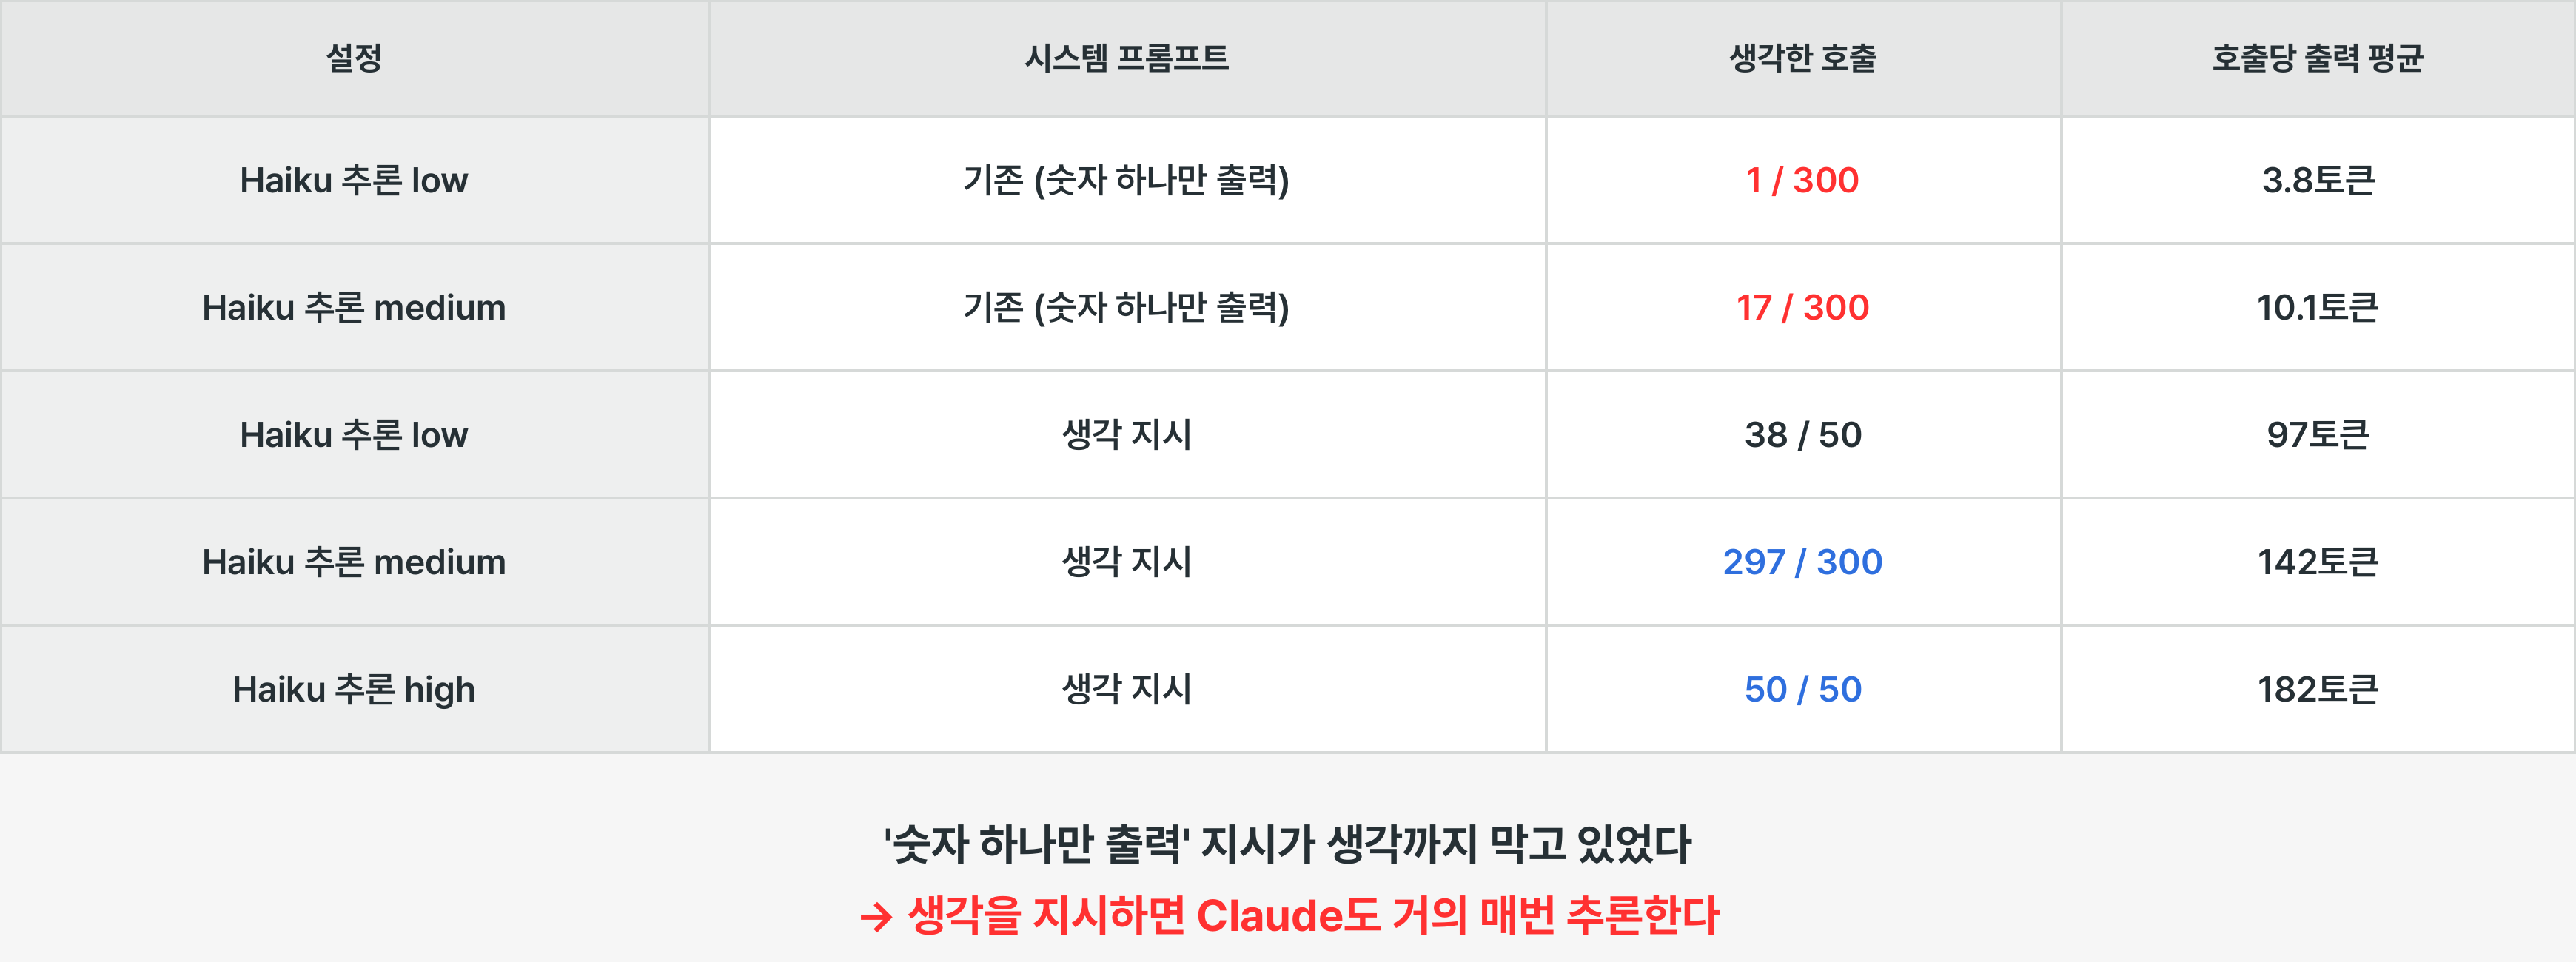 설정 시스템 프롬프트 생각한 호출 호출당 출력 평균
Haiku 추론 low 기존 (숫자 하나만 출력) 1 / 300 3.8토큰
Haiku 추론 medium 기존 (숫자 하나만 출력) 17 / 300 10.1토큰
Haiku 추론 low 생각 지시 38 / 50 97토큰
Haiku 추론 medium 생각 지시 297 / 300 142토큰
Haiku 추론 high 생각 지시 50 / 50 182토큰
'숫자 하나만 출력' 지시가 생각까지 막고 있었다
→ 생각을 지시하면 Claude도 거의 매번 추론한다